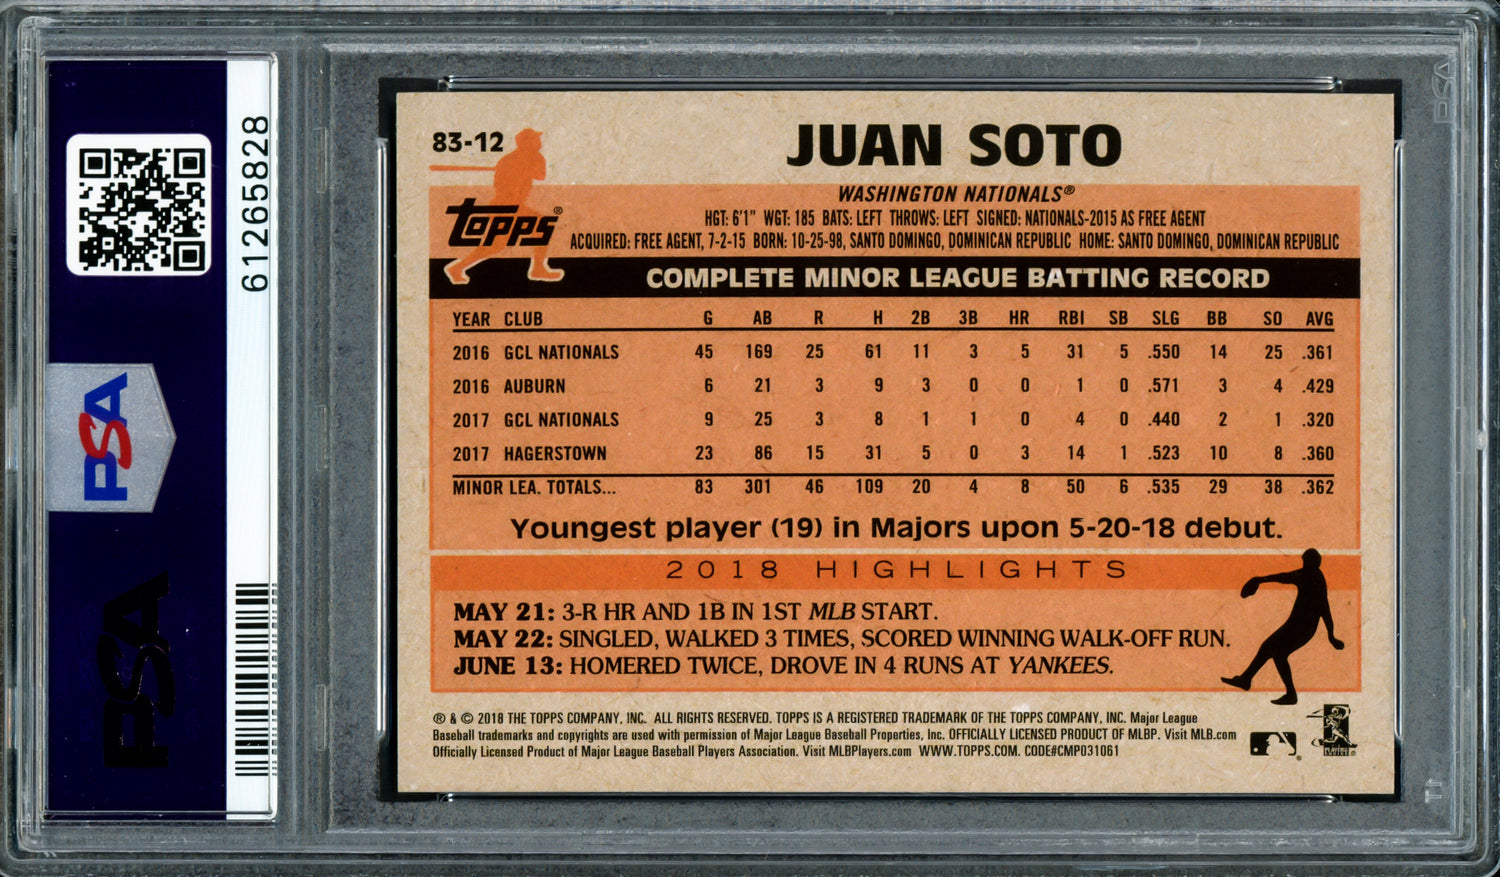 61265828
PSA
PSA
PSA
83-12
JUAN SOTO
WASHINGTON NATIONALS®
Topps®
HGT: 6'1" WGT: 185 BATS: LEFT THROWS: LEFT SIGNED: NATIONALS-2015 AS FREE AGENT
ACQUIRED: FREE AGENT, 7-2-15 BORN: 10-25-98, SANTO DOMINGO, DOMINICAN REPUBLIC HOME: SANTO DOMINGO, DOMINICAN REPUBLIC
COMPLETE MINOR LEAGUE BATTING RECORD
YEAR CLUB G AB R H 2B 3B HR RBI SB SLG BB SO AVG
2016 GCL NATIONALS 45 169 25 61 11 3 5 31 5 .550 14 25 .361
2016 AUBURN 6 21 3 9 3 0 0 1 0 .571 3 4 .429
2017 GCL NATIONALS 9 25 3 8 1 1 0 4 0 .440 2 1 .320
2017 HAGERSTOWN 23 86 15 31 5 0 3 14 1 .523 10 8 .360
MINOR LEA. TOTALS... 83 301 46 109 20 4 8 50 6 .535 29 38 .362
Youngest player (19) in Majors upon 5-20-18 debut.
2018 HIGHLIGHTS
MAY 21: 3-R HR AND 1B IN 1ST MLB START.
MAY 22: SINGLED, WALKED 3 TIMES, SCORED WINNING WALK-OFF RUN.
JUNE 13: HOMERED TWICE, DROVE IN 4 RUNS AT YANKEES.
® & © 2018 THE TOPPS COMPANY, INC. ALL RIGHTS RESERVED. TOPPS IS A REGISTERED TRADEMARK OF THE TOPPS COMPANY, INC. Major League
Baseball trademarks and copyrights are used with permission of Major League Baseball Properties, Inc. OFFICIALLY LICENSED PRODUCT OF MLBP. Visit MLB.com
Officially Licensed Product of Major League Baseball Players Association. Visit MLBPlayers.com WWW.TOPPS.COM. CODE#CMP031061